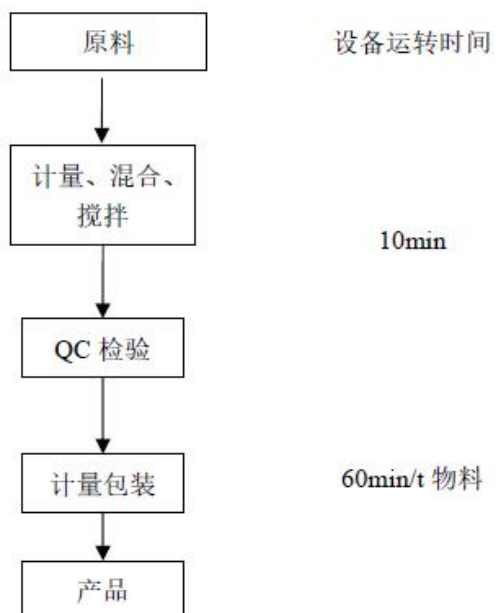 原料
设备运转时间
计量、混合、
搅拌
10min
QC 检验
计量包装
60min/t 物料
产品